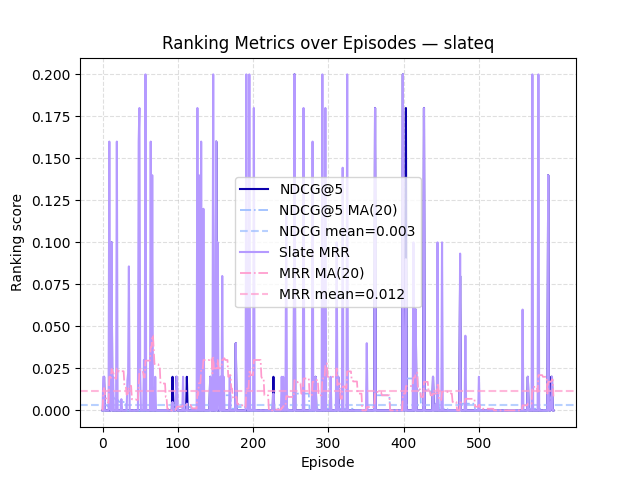 Ranking Metrics over Episodes — slateq
Ranking score
0.200
0.175
0.150
0.125
0.100
0.075
0.050
0.025
0.000
NDCG@5
NDCG@5 MA(20)
NDCG mean=0.003
Slate MRR
MRR MA(20)
MRR mean=0.012
0 100 200 300 400 500
Episode